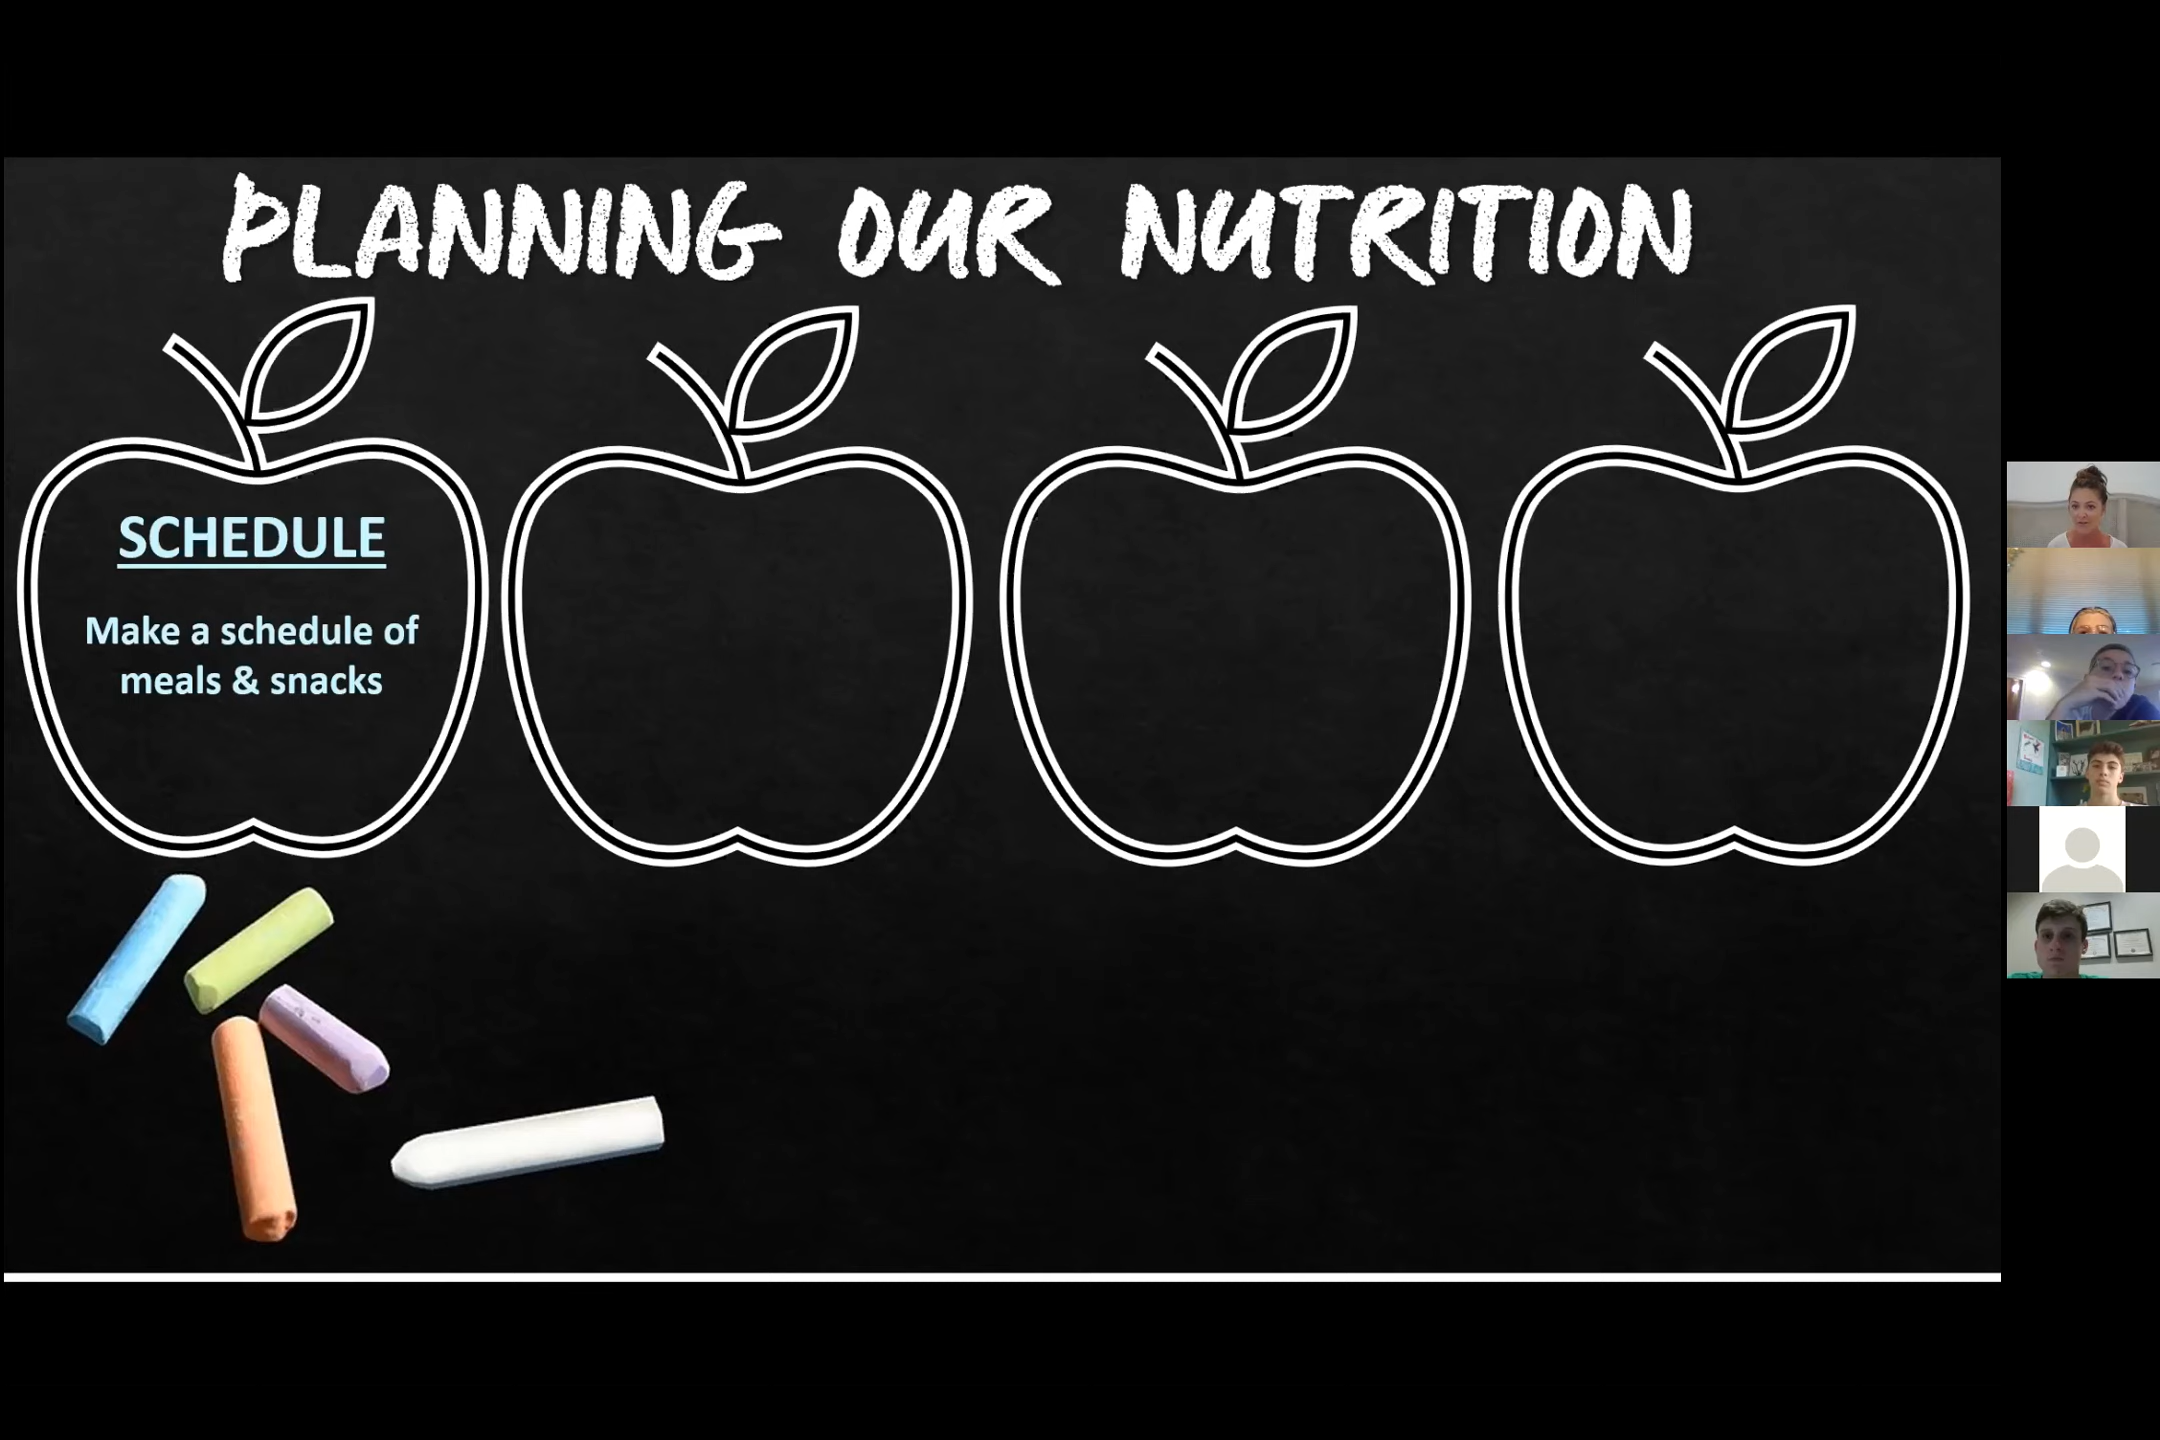 PLANNING OUR NUTRITION
SCHEDULE
Make a schedule of
meals & snacks